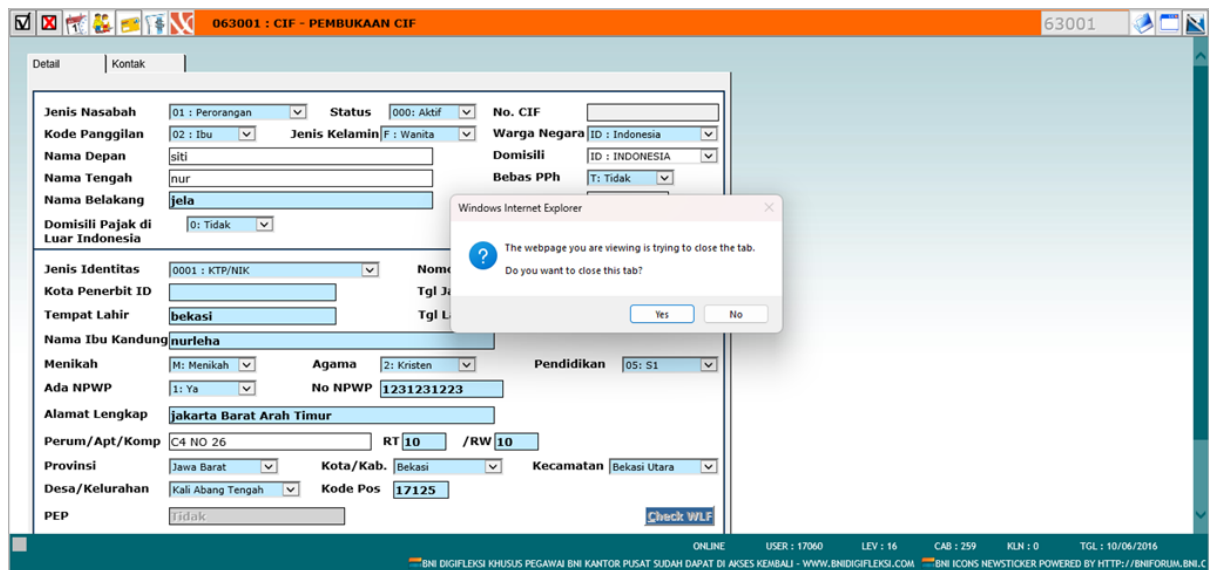 063001 : CIF - PEMBUKAAN CIF 63001
Detail Kontak
Jenis Nasabah 01 : Perorangan Status 000: Aktif No. CIF
Kode Panggilan 02 : Ibu Jenis Kelamin F : Wanita Warga Negara ID : Indonesia
Nama Depan siti Domisili ID : INDONESIA
Nama Tengah nur Bebas PPh T: Tidak
Nama Belakang jela
Domisili Pajak di 0: Tidak
Luar Indonesia
Windows Internet Explorer
The webpage you are viewing is trying to close the tab.
Do you want to close this tab?
Yes No
Jenis Identitas 0001 : KTP/NIK
Kota Penerbit ID Tgl
Tempat Lahir bekasi Tgl
Nama Ibu Kandung nurleha
Menikah M: Menikah Agama 2: Kristen Pendidikan 05: S1
Ada NPWP 1: Ya No NPWP 1231231223
Alamat Lengkap jakarta Barat Arah Timur
Perum/Apt/Komp C4 NO 26 RT 10 /RW 10
Provinsi Jawa Barat Kota/Kab. Bekasi Kecamatan Bekasi Utara
Desa/Kelurahan Kali Abang Tengah Kode Pos 17125
PEP Tidak Check WLF
ONLINE USER : 17060 LEV : 16 CAB : 259 KLN : 0 TGL : 10/06/2016
BNI DIGIFLEKSI KHUSUS PEGAWAI BNI KANTOR PUSAT SUDAH DAPAT DI AKSES KEMBALI - WWW.BNIDIGIFLEKSI.COM BNI ICONS NEWSTICKER POWERED BY HTTP://BNIFORUM.BNI.C